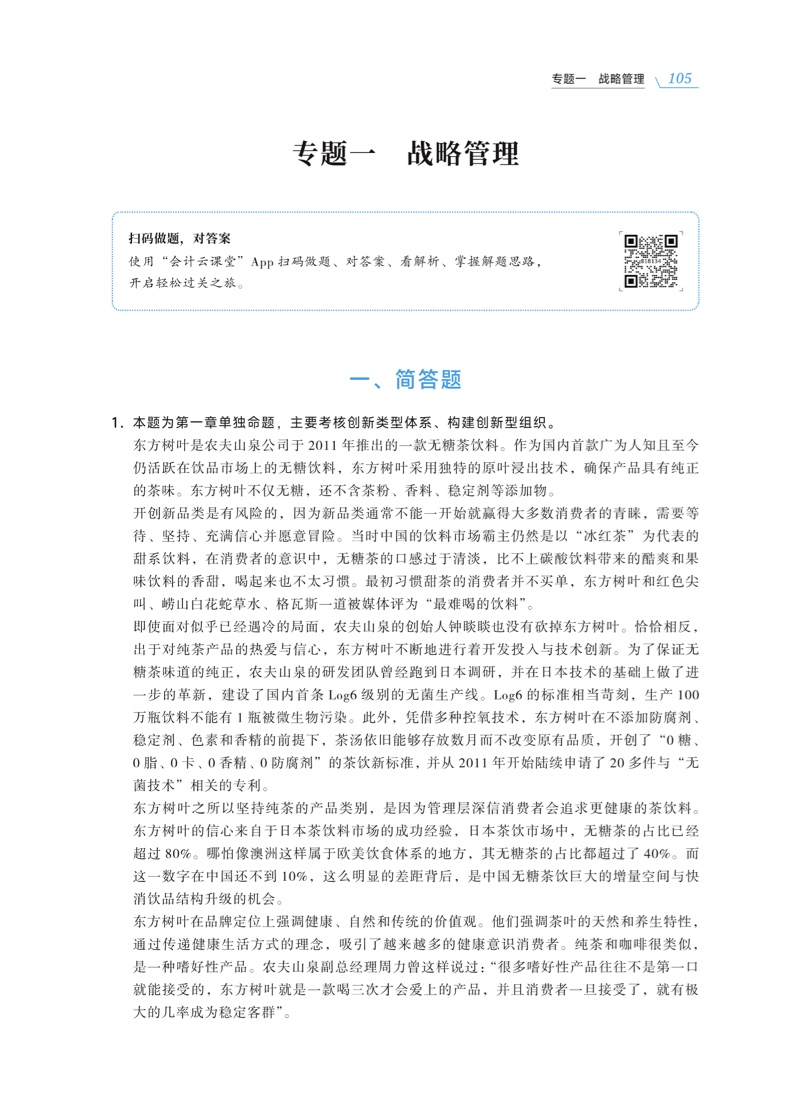 专题一 战略管理 105
专题一 战略管理
扫码做题，对答案
使用“会计云课堂”App 扫码做题、对答案、看解析、掌握解题思路，
开启轻松过关之旅。
一、简答题
1. 本题为第一章单独命题，主要考核创新类型体系、构建创新型组织。
东方树叶是农夫山泉公司于 2011 年推出的一款无糖茶饮料。作为国内首款广为人知且至今
仍活跃在饮品市场上的无糖饮料，东方树叶采用独特的原叶浸出技术，确保产品具有纯正
的茶味。东方树叶不仅无糖，还不含茶粉、香料、稳定剂等添加物。
开创新品类是有风险的，因为新品类通常不能一开始就赢得大多数消费者的青睐，需要等
待、坚持、充满信心并愿意冒险。当时中国的饮料市场霸主仍然是以“冰红茶”为代表的
甜系饮料，在消费者的意识中，无糖茶的口感过于清淡，比不上碳酸饮料带来的酷爽和果
味饮料的香甜，喝起来也不太习惯。最初习惯甜茶的消费者并不买单，东方树叶和红色尖
叫、崂山白花蛇草水、格瓦斯一道被媒体评为“最难喝的饮料”。
即使面对似乎已经遇冷的局面，农夫山泉的创始人钟睒睒也没有砍掉东方树叶。恰恰相反，
出于对纯茶产品的热爱与信心，东方树叶不断地进行着开发投入与技术创新。为了保证无
糖茶味道的纯正，农夫山泉的研发团队曾经跑到日本调研，并在日本技术的基础上做了进
一步的革新，建设了国内首条 Log6 级别的无菌生产线。Log6 的标准相当苛刻，生产 100
万瓶饮料不能有 1 瓶被微生物污染。此外，凭借多种控氧技术，东方树叶在不添加防腐剂、
稳定剂、色素和香精的前提下，茶汤依旧能够存放数月而不改变原有品质，开创了“0 糖、
0 脂、0 卡、0 香精、0 防腐剂”的茶饮新标准，并从 2011 年开始陆续申请了 20 多件与“无
菌技术”相关的专利。
东方树叶之所以坚持纯茶的产品类别，是因为管理层深信消费者会追求更健康的茶饮料。
东方树叶的信心来自于日本茶饮料市场的成功经验，日本茶饮市场中，无糖茶的占比已经
超过 80%。哪怕像澳洲这样属于欧美饮食体系的地方，其无糖茶的占比都超过了 40%。而
这一数字在中国还不到 10%，这么明显的差距背后，是中国无糖茶饮巨大的增量空间与快
消饮品结构升级的机会。
东方树叶在品牌定位上强调健康、自然和传统的价值观。他们强调茶叶的天然和养生特性，
通过传递健康生活方式的理念，吸引了越来越多的健康意识消费者。纯茶和咖啡很类似，
是一种嗜好性产品。农夫山泉副总经理周力曾这样说过：“很多嗜好性产品往往不是第一口
就能接受的，东方树叶就是一款喝三次才会爱上的产品，并且消费者一旦接受了，就有极
大的几率成为稳定客群”。